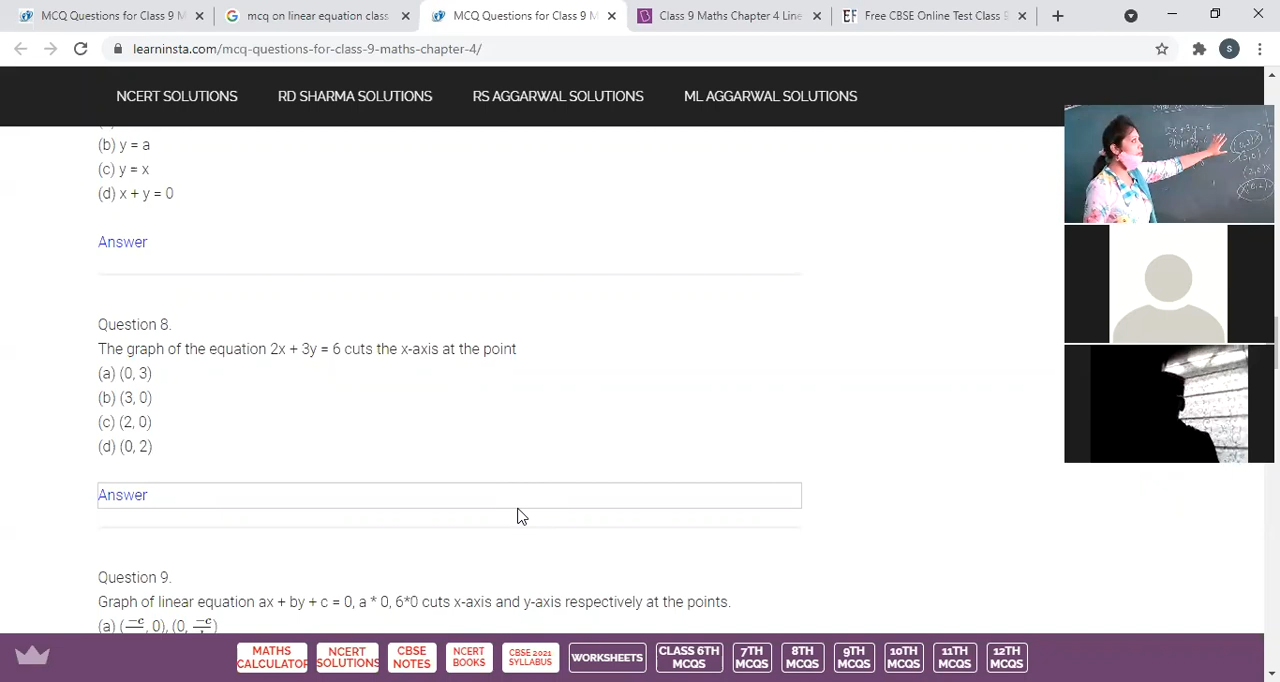 MCQ Questions for Class 9 M
mcq on linear equation class
MCQ Questions for Class 9 M
Class 9 Maths Chapter 4 Line
Free CBSE Online Test Class 9
learninsta.com/mcq-questions-for-class-9-maths-chapter-4/
S
NCERT SOLUTIONS RD SHARMA SOLUTIONS RS AGGARWAL SOLUTIONS ML AGGARWAL SOLUTIONS
(b) y = a
(c) y = x
(d) x + y = 0
Answer
Question 8.
The graph of the equation 2x + 3y = 6 cuts the x-axis at the point
(a) (0, 3)
(b) (3, 0)
(c) (2, 0)
(d) (0, 2)
Answer
Question 9.
Graph of linear equation ax + by + c = 0, a * 0, 6*0 cuts x-axis and y-axis respectively at the points.
MATHS CALCULATOR
NCERT SOLUTIONS
CBSE NOTES
NCERT BOOKS
CBSE 2021 SYLLABUS
WORKSHEETS
CLASS 6TH MCQS
7TH MCQS
8TH MCQS
9TH MCQS
10TH MCQS
11TH MCQS
12TH MCQS
2x + 3y = 6